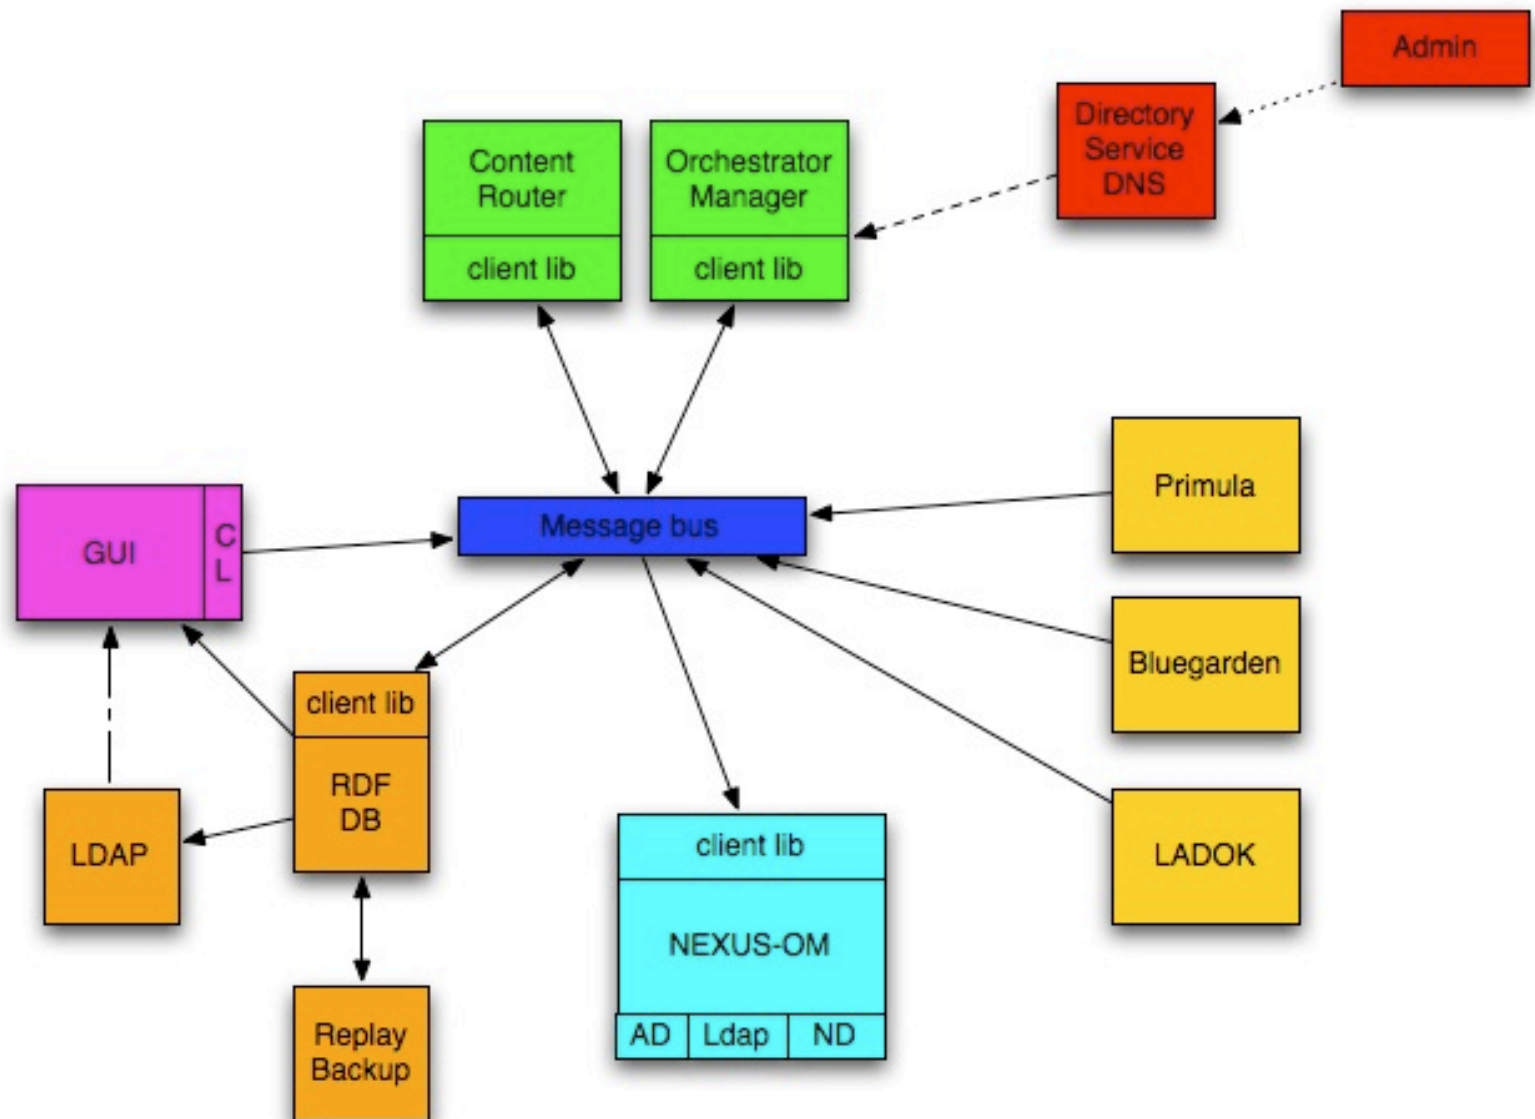 Admin
Directory
Service
DNS
Content
Router
client lib
Orchestrator
Manager
client lib
Primula
Message bus
GUI
C
L
Bluegarden
client lib
RDF
DB
LDAP
LADOK
client lib
NEXUS-OM
AD
Ldap
ND
Replay
Backup